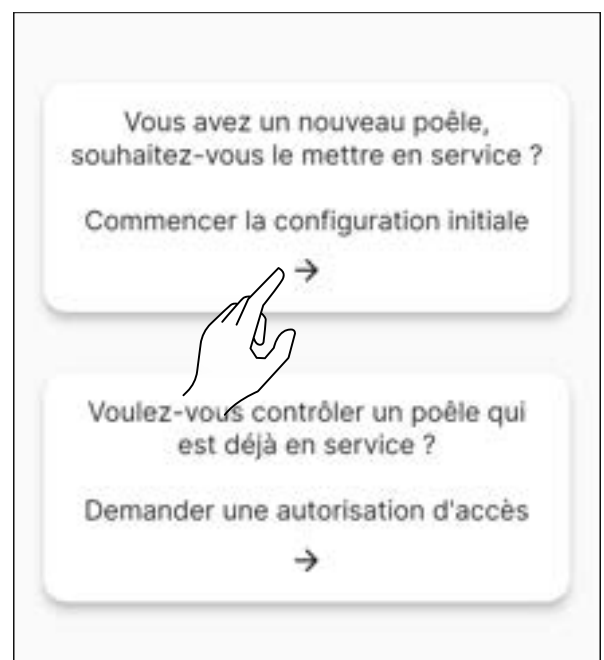 Vous avez un nouveau poêle,
souhaitez-vous le mettre en service ?
Commencer la configuration initiale
→
Voulez-vous contrôler un poêle qui
est déjà en service ?
Demander une autorisation d'accès
→